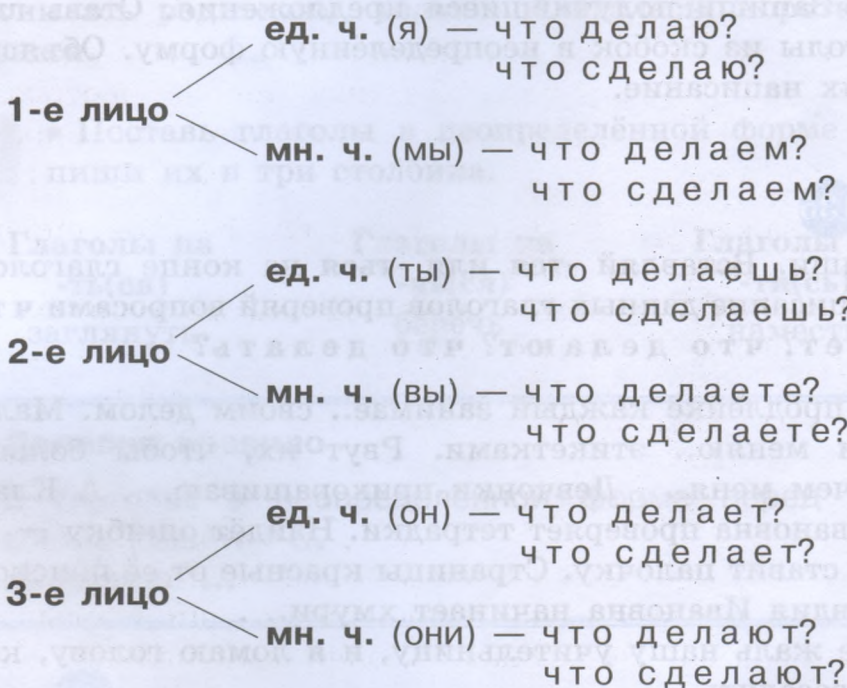 ед. ч. (я) — что делаю?
что сделаю?
1-е лицо
мн. ч. (мы) — что делаем?
что сделаем?
ед. ч. (ты) — что делаешь?
что сделаешь?
2-е лицо
мн. ч. (вы) — что делаете?
что сделаете?
ед. ч. (он) — что делает?
что сделает?
3-е лицо
мн. ч. (они) — что делают?
что сделают?